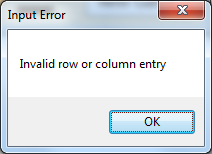 Input Error
Invalid row or column entry
OK